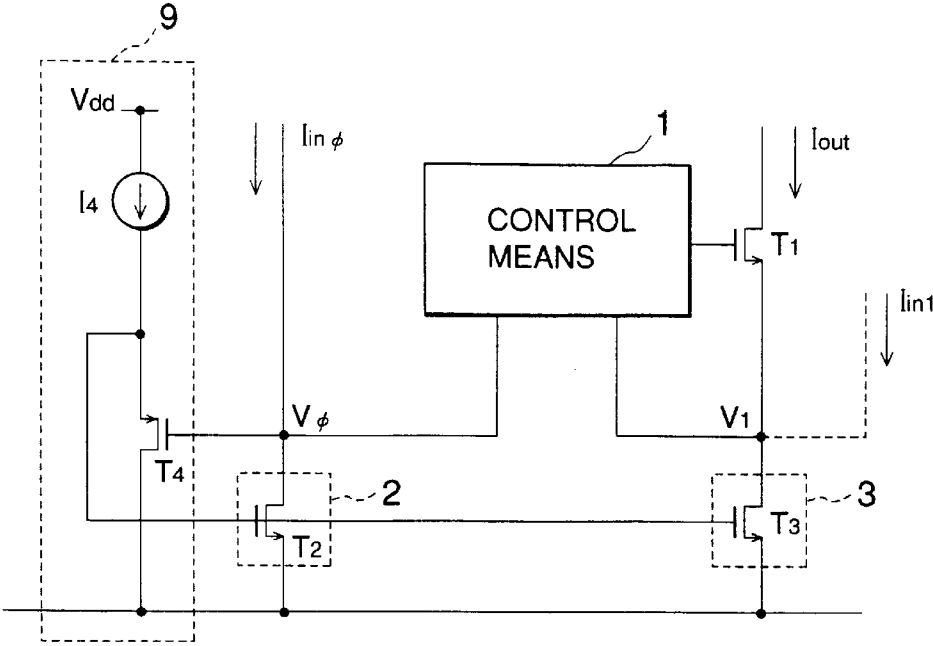 9
Vdd
I4
Iin ϕ
1
Iout
CONTROL
MEANS
T1
Iin1
Vϕ
V1
T4
2
3
T2
T3